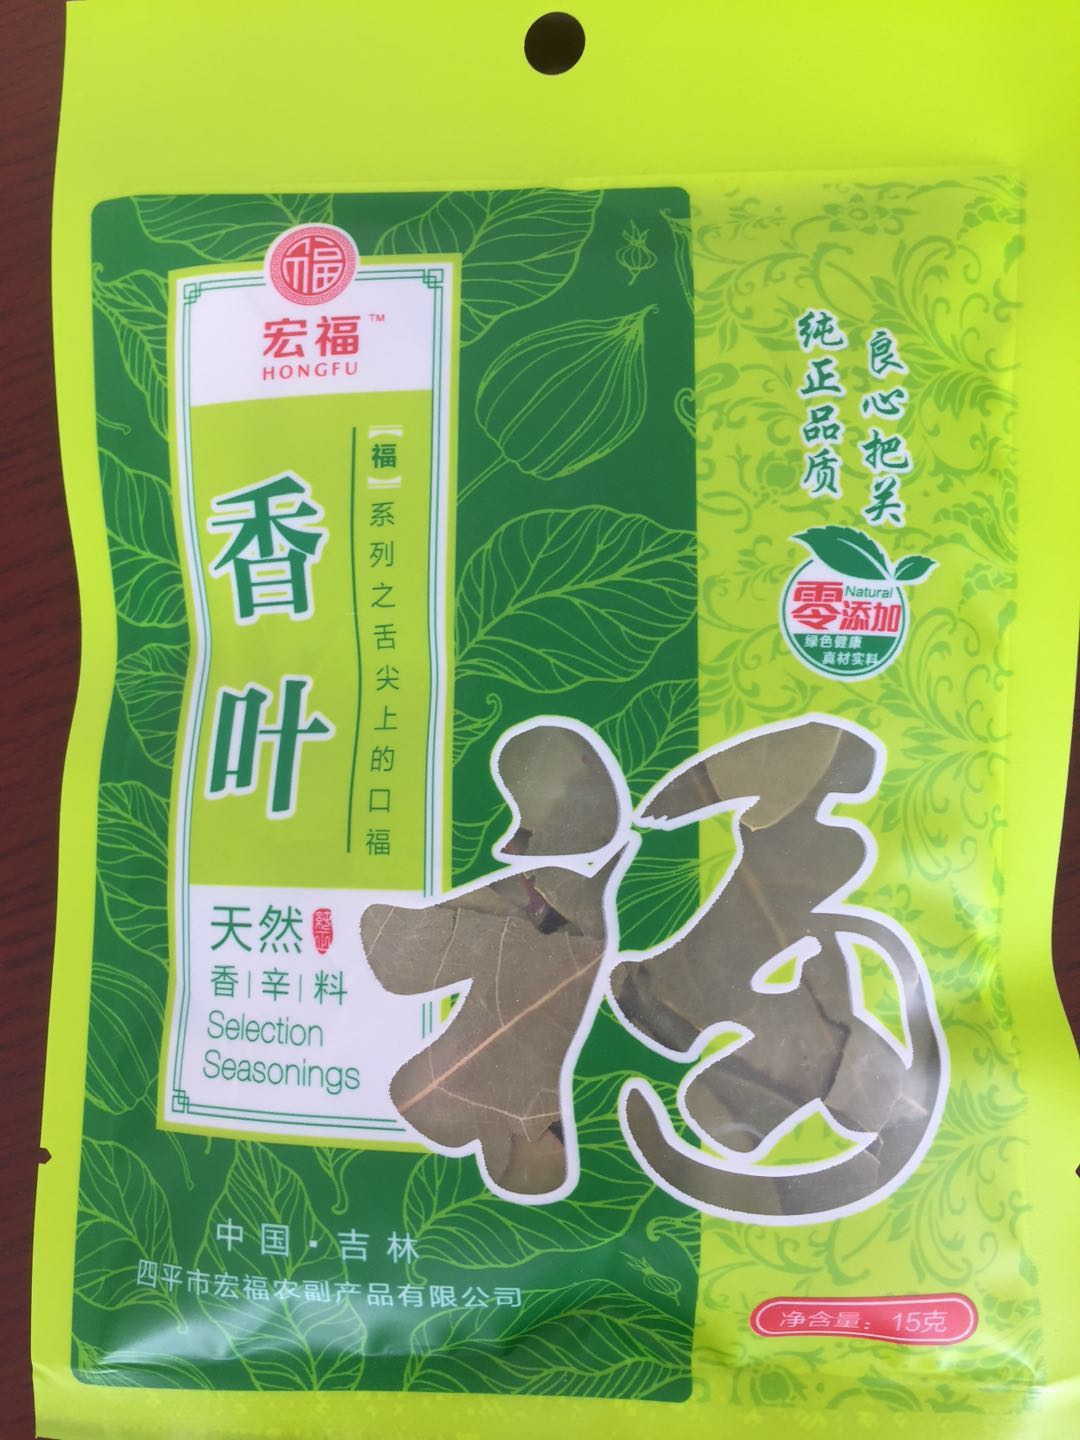 福
宏福™
HONGFU
香叶
【福】系列之舌尖上的口福
天然
纯正
香|辛|料
Selection
Seasonings
良心把关
纯正品质
Natural
零添加
绿色健康
真材实料
福
中国·吉林
四平市宏福农副产品有限公司
净含量：15克